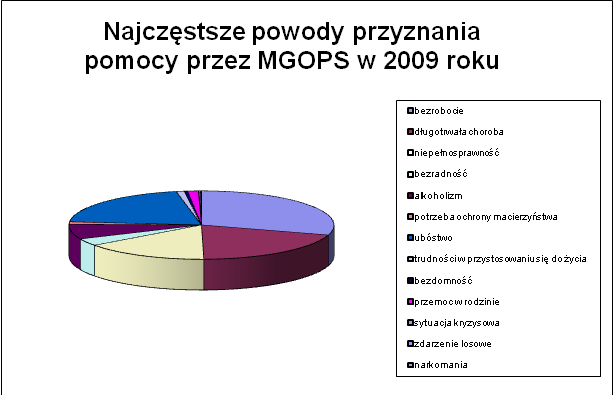 Najczęstsze powody przyznania
pomocy przez MGOPS w 2009 roku
bezrobocie
długotrwała choroba
niepełnosprawność
bezradność
alkoholizm
potrzeba ochrony macierzyństwa
ubóstwo
trudności w przystosowaniu się do życia
bezdomność
przemoc w rodzinie
sytuacja kryzysowa
zdarzenie losowe
narkomania